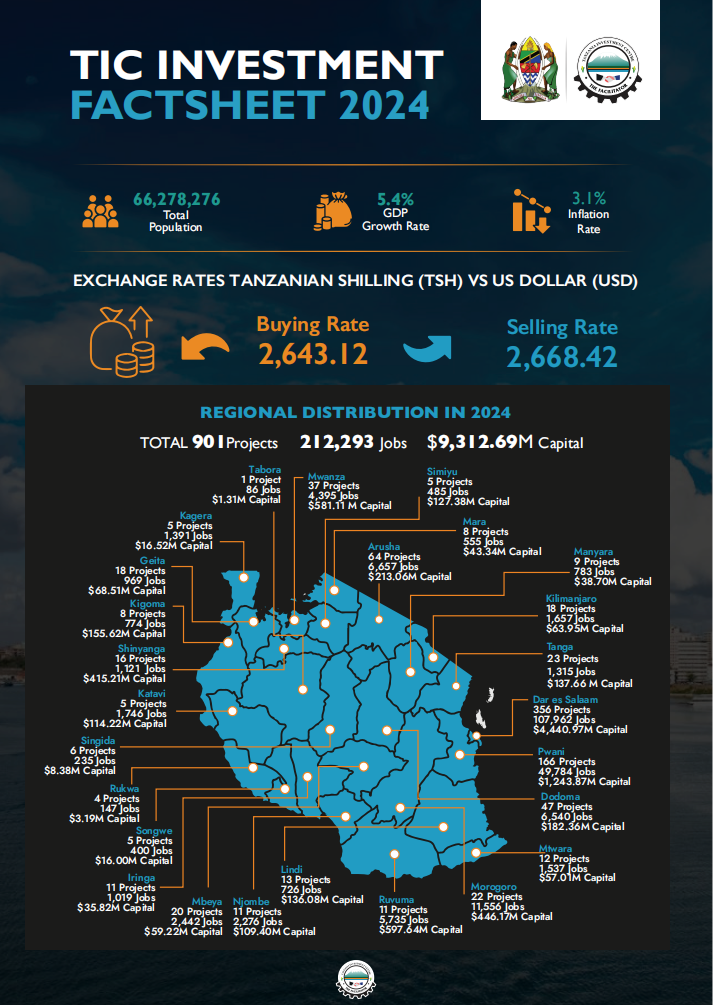 TIC INVESTMENT
FACTSHEET 2024
TANZANIA INVESTMENT CENTRE
THE FACILITATOR
66,278,276
Total
Population
5.4%
GDP
Growth Rate
3.1%
Inflation
Rate
EXCHANGE RATES TANZANIAN SHILLING (TSH) VS US DOLLAR (USD)
Buying Rate
2,643.12
Selling Rate
2,668.42
REGIONAL DISTRIBUTION IN 2024
TOTAL 901Projects 212,293 Jobs $9,312.69M Capital
Tabora
1 Project
86 Jobs
$1.31M Capital
Mwanza
37 Projects
4,395 Jobs
$581.11 M Capital
Simiyu
5 Projects
485 Jobs
$127.38M Capital
Kagera
5 Projects
1,391 Jobs
$16.52M Capital
Mara
8 Projects
555 Jobs
$43.34M Capital
Arusha
64 Projects
6,657 Jobs
$213.06M Capital
Manyara
9 Projects
783 Jobs
$38.70M Capital
Geita
18 Projects
969 Jobs
$68.51M Capital
Kigoma
8 Projects
774 Jobs
$155.62M Capital
Kilimanjaro
18 Projects
1,657 Jobs
$63.95M Capital
Shinyanga
16 Projects
1,121 Jobs
$415.21M Capital
Tanga
23 Projects
1,315 Jobs
$137.66 M Capital
Katavi
5 Projects
1,746 Jobs
$114.22M Capital
Dar es Salaam
356 Projects
107,962 Jobs
$4,440.97M Capital
Singida
6 Projects
235 Jobs
$8.38M Capital
Pwani
166 Projects
49,784 Jobs
$1,243.87M Capital
Rukwa
4 Projects
147 Jobs
$3.19M Capital
Dodoma
47 Projects
6,540 Jobs
$182.36M Capital
Songwe
5 Projects
400 Jobs
$16.00M Capital
Mtwara
12 Projects
1,537 Jobs
$57.01M Capital
Iringa
11 Projects
1,019 Jobs
$35.82M Capital
Mbeya
20 Projects
2,442 Jobs
$59.22M Capital
Njombe
11 Projects
2,276 Jobs
$109.40M Capital
Lindi
13 Projects
726 Jobs
$136.08M Capital
Ruvuma
11 Projects
5,735 Jobs
$597.64M Capital
Morogoro
22 Projects
11,556 Jobs
$446.17M Capital